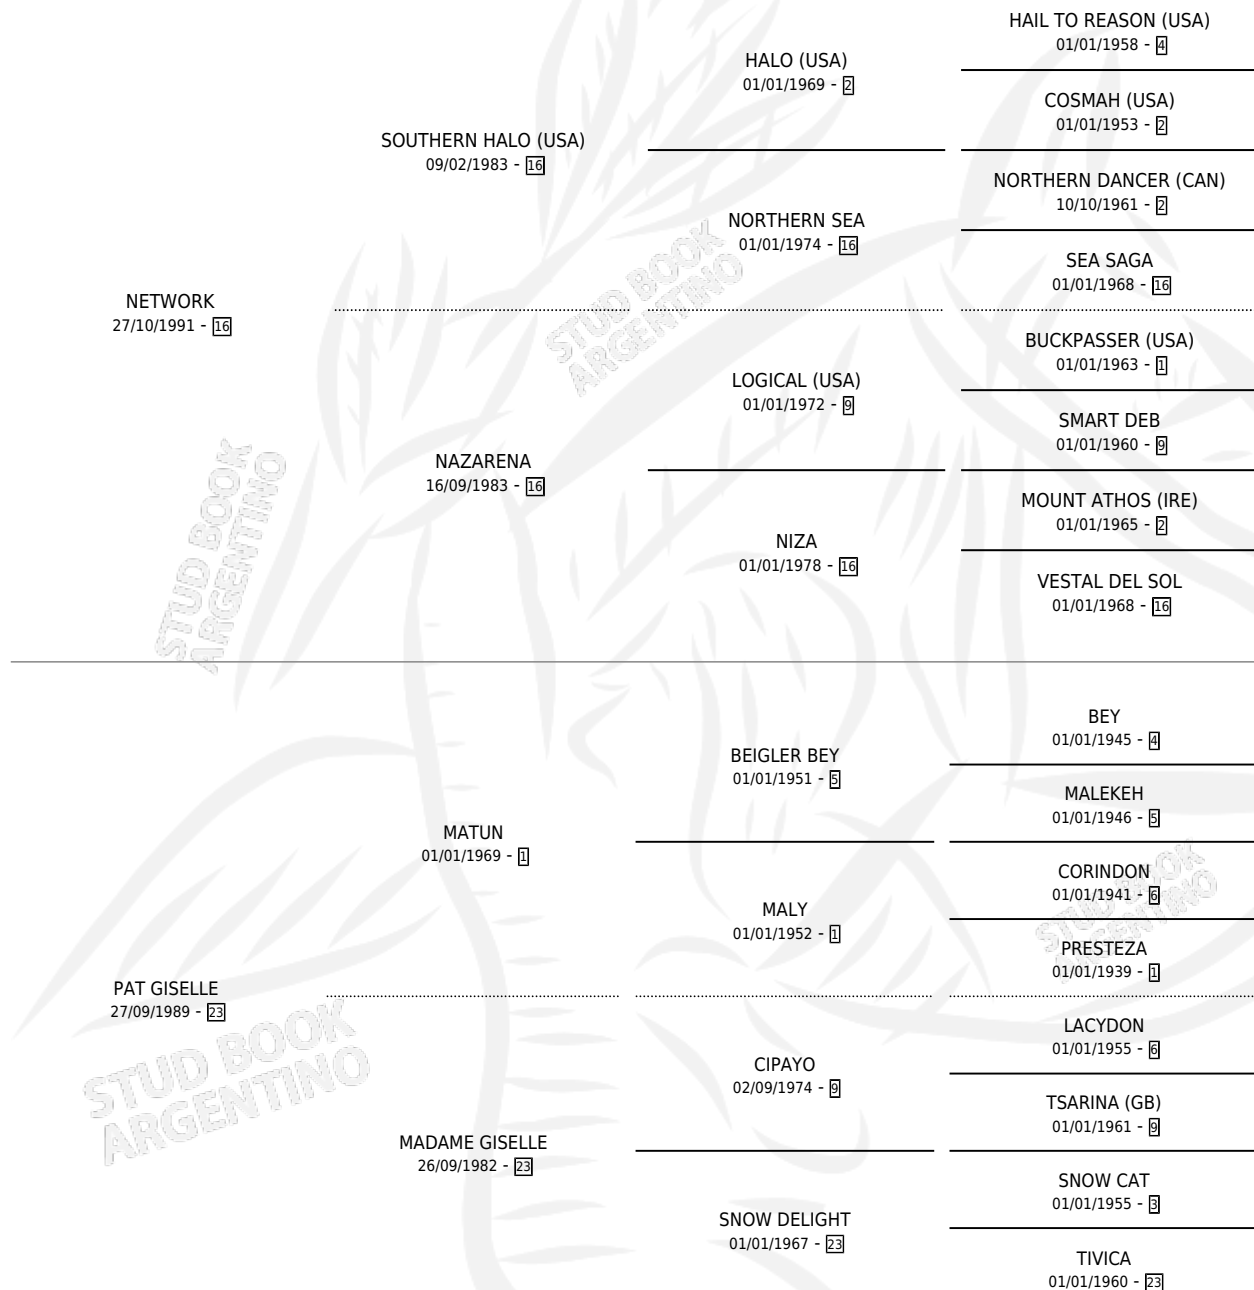 HAIL TO REASON (USA)
01/01/1958 - 4
HALO (USA)
01/01/1969 - 2
COSMAH (USA)
01/01/1953 - 2
SOUTHERN HALO (USA)
09/02/1983 - 16
NORTHERN DANCER (CAN)
10/10/1961 - 2
NORTHERN SEA
01/01/1974 - 16
SEA SAGA
01/01/1968 - 16
NETWORK
27/10/1991 - 16
BUCKPASSER (USA)
01/01/1963 - 1
LOGICAL (USA)
01/01/1972 - 9
SMART DEB
01/01/1960 - 9
NAZARENA
16/09/1983 - 16
MOUNT ATHOS (IRE)
01/01/1965 - 2
NIZA
01/01/1978 - 16
VESTAL DEL SOL
01/01/1968 - 16
BEY
01/01/1945 - 4
BEIGLER BEY
01/01/1951 - 5
MALEKEH
01/01/1946 - 5
MATUN
01/01/1969 - 1
CORINDON
01/01/1941 - 6
MALY
01/01/1952 - 1
PRESTEZA
01/01/1939 - 1
PAT GISELLE
27/09/1989 - 23
LACYDON
01/01/1955 - 6
CIPAYO
02/09/1974 - 9
TSARINA (GB)
01/01/1961 - 9
MADAME GISELLE
26/09/1982 - 23
SNOW CAT
01/01/1955 - 3
SNOW DELIGHT
01/01/1967 - 23
TIVICA
01/01/1960 - 23
STUD BOOK
ARGENTINO
STUD BOOK
ARGENTINO
STUD BOOK
ARGENTINO
STUD BOOK
ARGENTINO